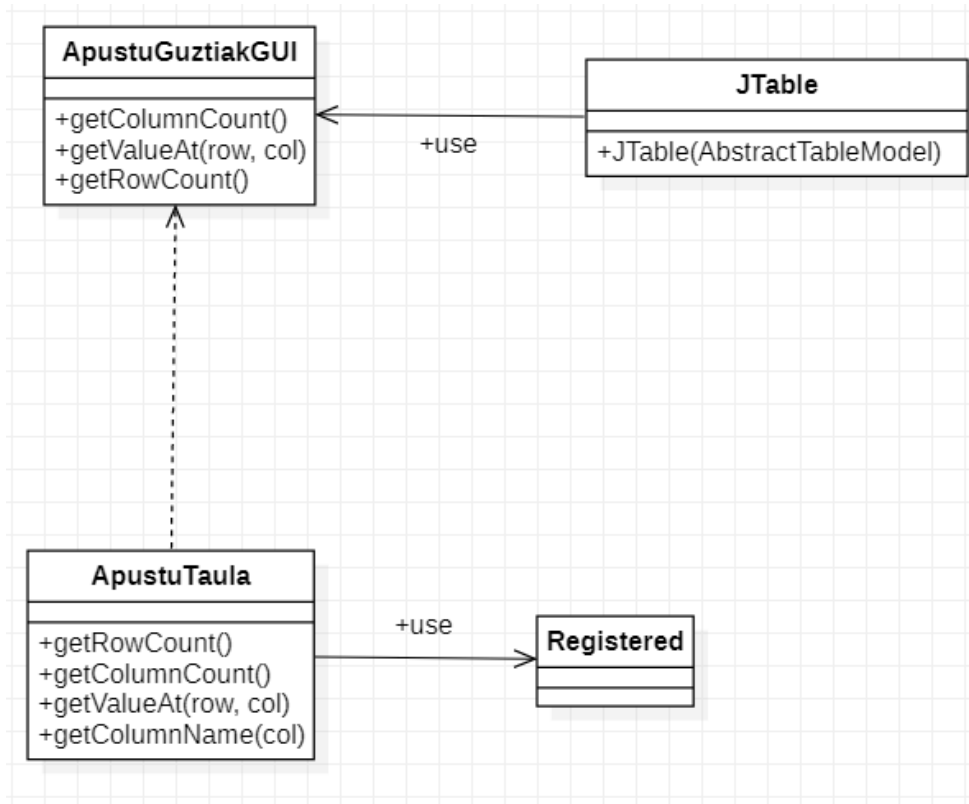 ApustuGuztiakGUI
+getColumnCount()
+getValueAt(row, col)
+getRowCount()
+use
JTable
+JTable(AbstractTableModel)
ApustuTaula
+getRowCount()
+getColumnCount()
+getValueAt(row, col)
+getColumnName(col)
+use
Registered